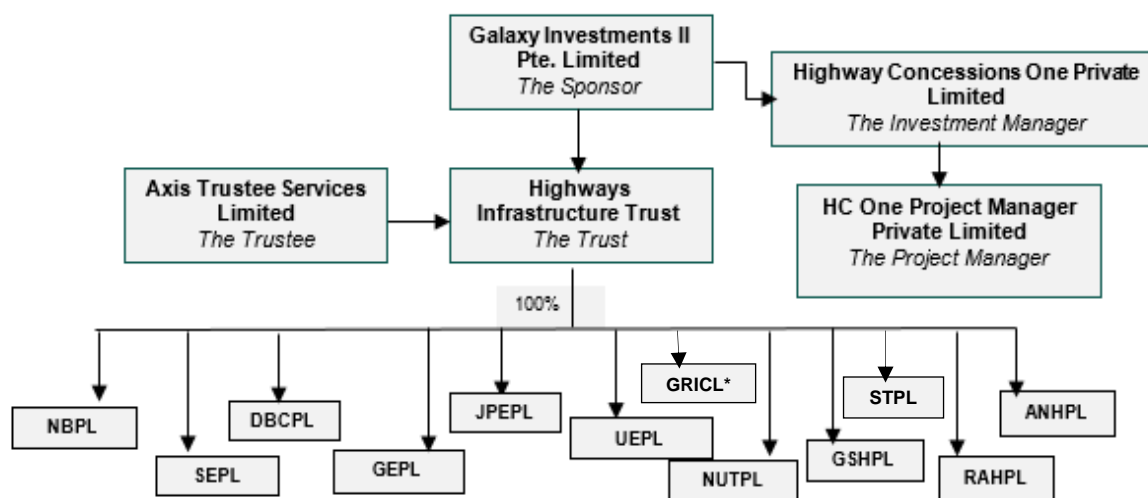 Galaxy Investments II
Pte. Limited
The Sponsor
Highway Concessions One Private
Limited
The Investment Manager
Axis Trustee Services
Limited
The Trustee
Highways
Infrastructure Trust
The Trust
HC One Project Manager
Private Limited
The Project Manager
100%
NBPL
SEPL
DBCPL
GEPL
JPEPL
UEPL
GRICL*
NUTPL
GSHPL
STPL
RAHPL
ANHPL